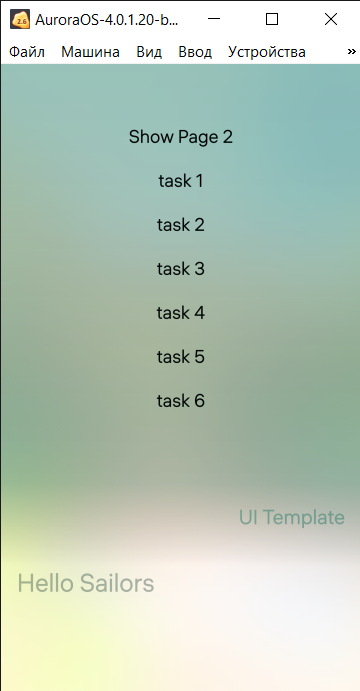 AuroraOS-4.0.1.20-b...
Файл Машина Вид Ввод Устройства »
Show Page 2
task 1
task 2
task 3
task 4
task 5
task 6
UI Template
Hello Sailors